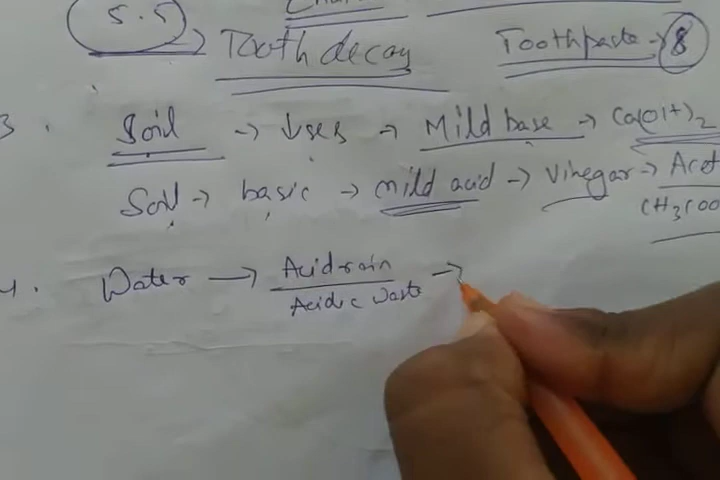 5.5 → Tooth decay Toothpaste → 8
3. Soil → Uses → Mild base → Ca(OH)2
Soil → basic → mild acid → Vinegar → Acet
CH3COO
4. Water → Acid rain →
Acidic Waste